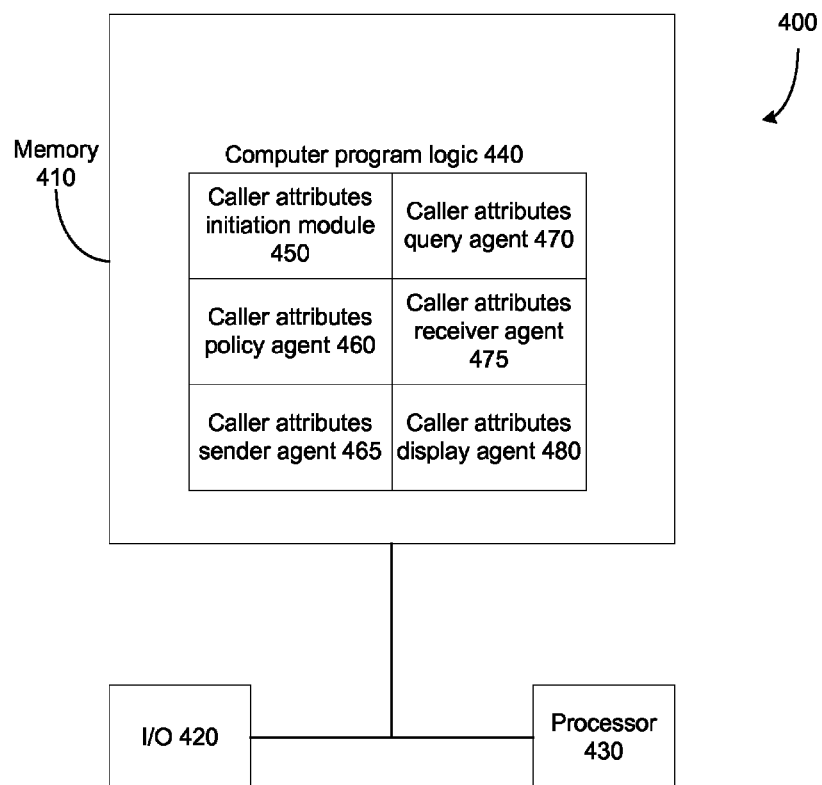 400
Memory
410
Computer program logic 440
Caller attributes
initiation module
450
Caller attributes
query agent 470
Caller attributes
policy agent 460
Caller attributes
receiver agent
475
Caller attributes
sender agent 465
Caller attributes
display agent 480
I/O 420
Processor
430